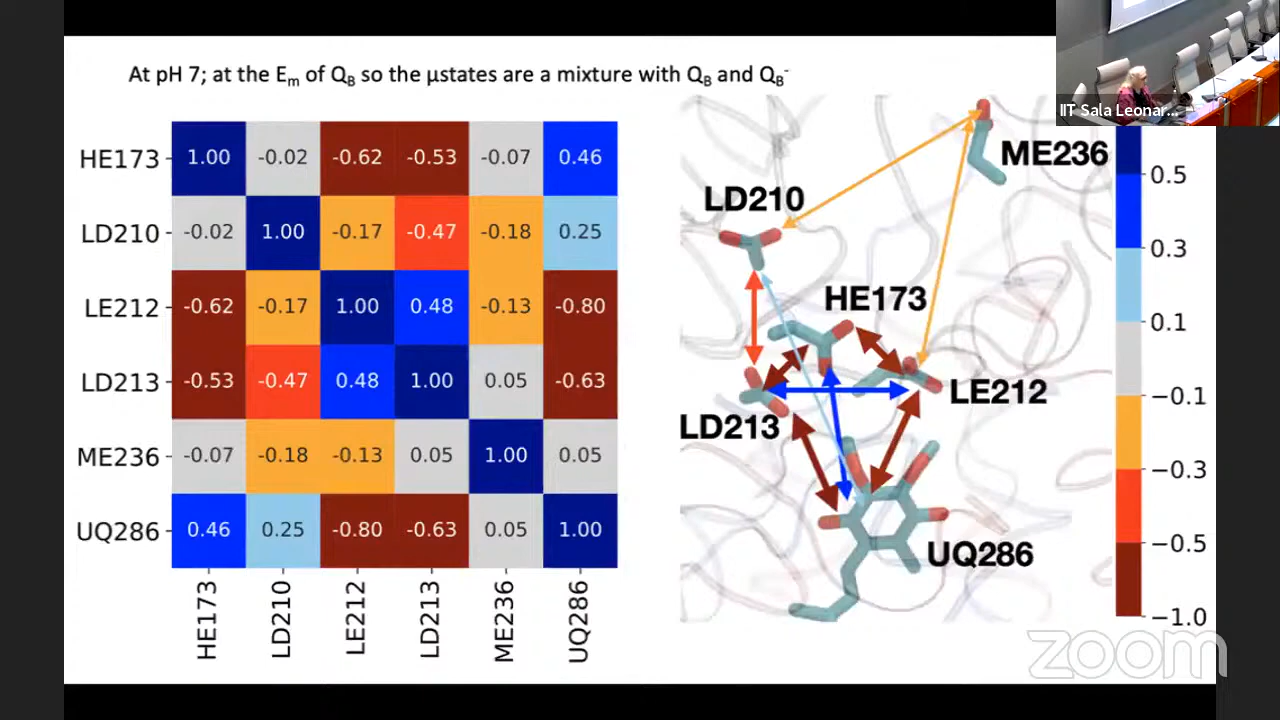 At pH 7; at the Em of QB so the μstates are a mixture with QB and QB-
IIT Sala Leonar...
HE173 1.00 -0.02 -0.62 -0.53 -0.07 0.46
LD210 -0.02 1.00 -0.17 -0.47 -0.18 0.25
LE212 -0.62 -0.17 1.00 0.48 -0.13 -0.80
LD213 -0.53 -0.47 0.48 1.00 0.05 -0.63
ME236 -0.07 -0.18 -0.13 0.05 1.00 0.05
UQ286 0.46 0.25 -0.80 -0.63 0.05 1.00
HE173 LD210 LE212 LD213 ME236 UQ286
ME236
LD210
HE173
LE212
LD213
UQ286
0.5
0.3
0.1
−0.1
−0.3
−0.5
−1.0
zoom